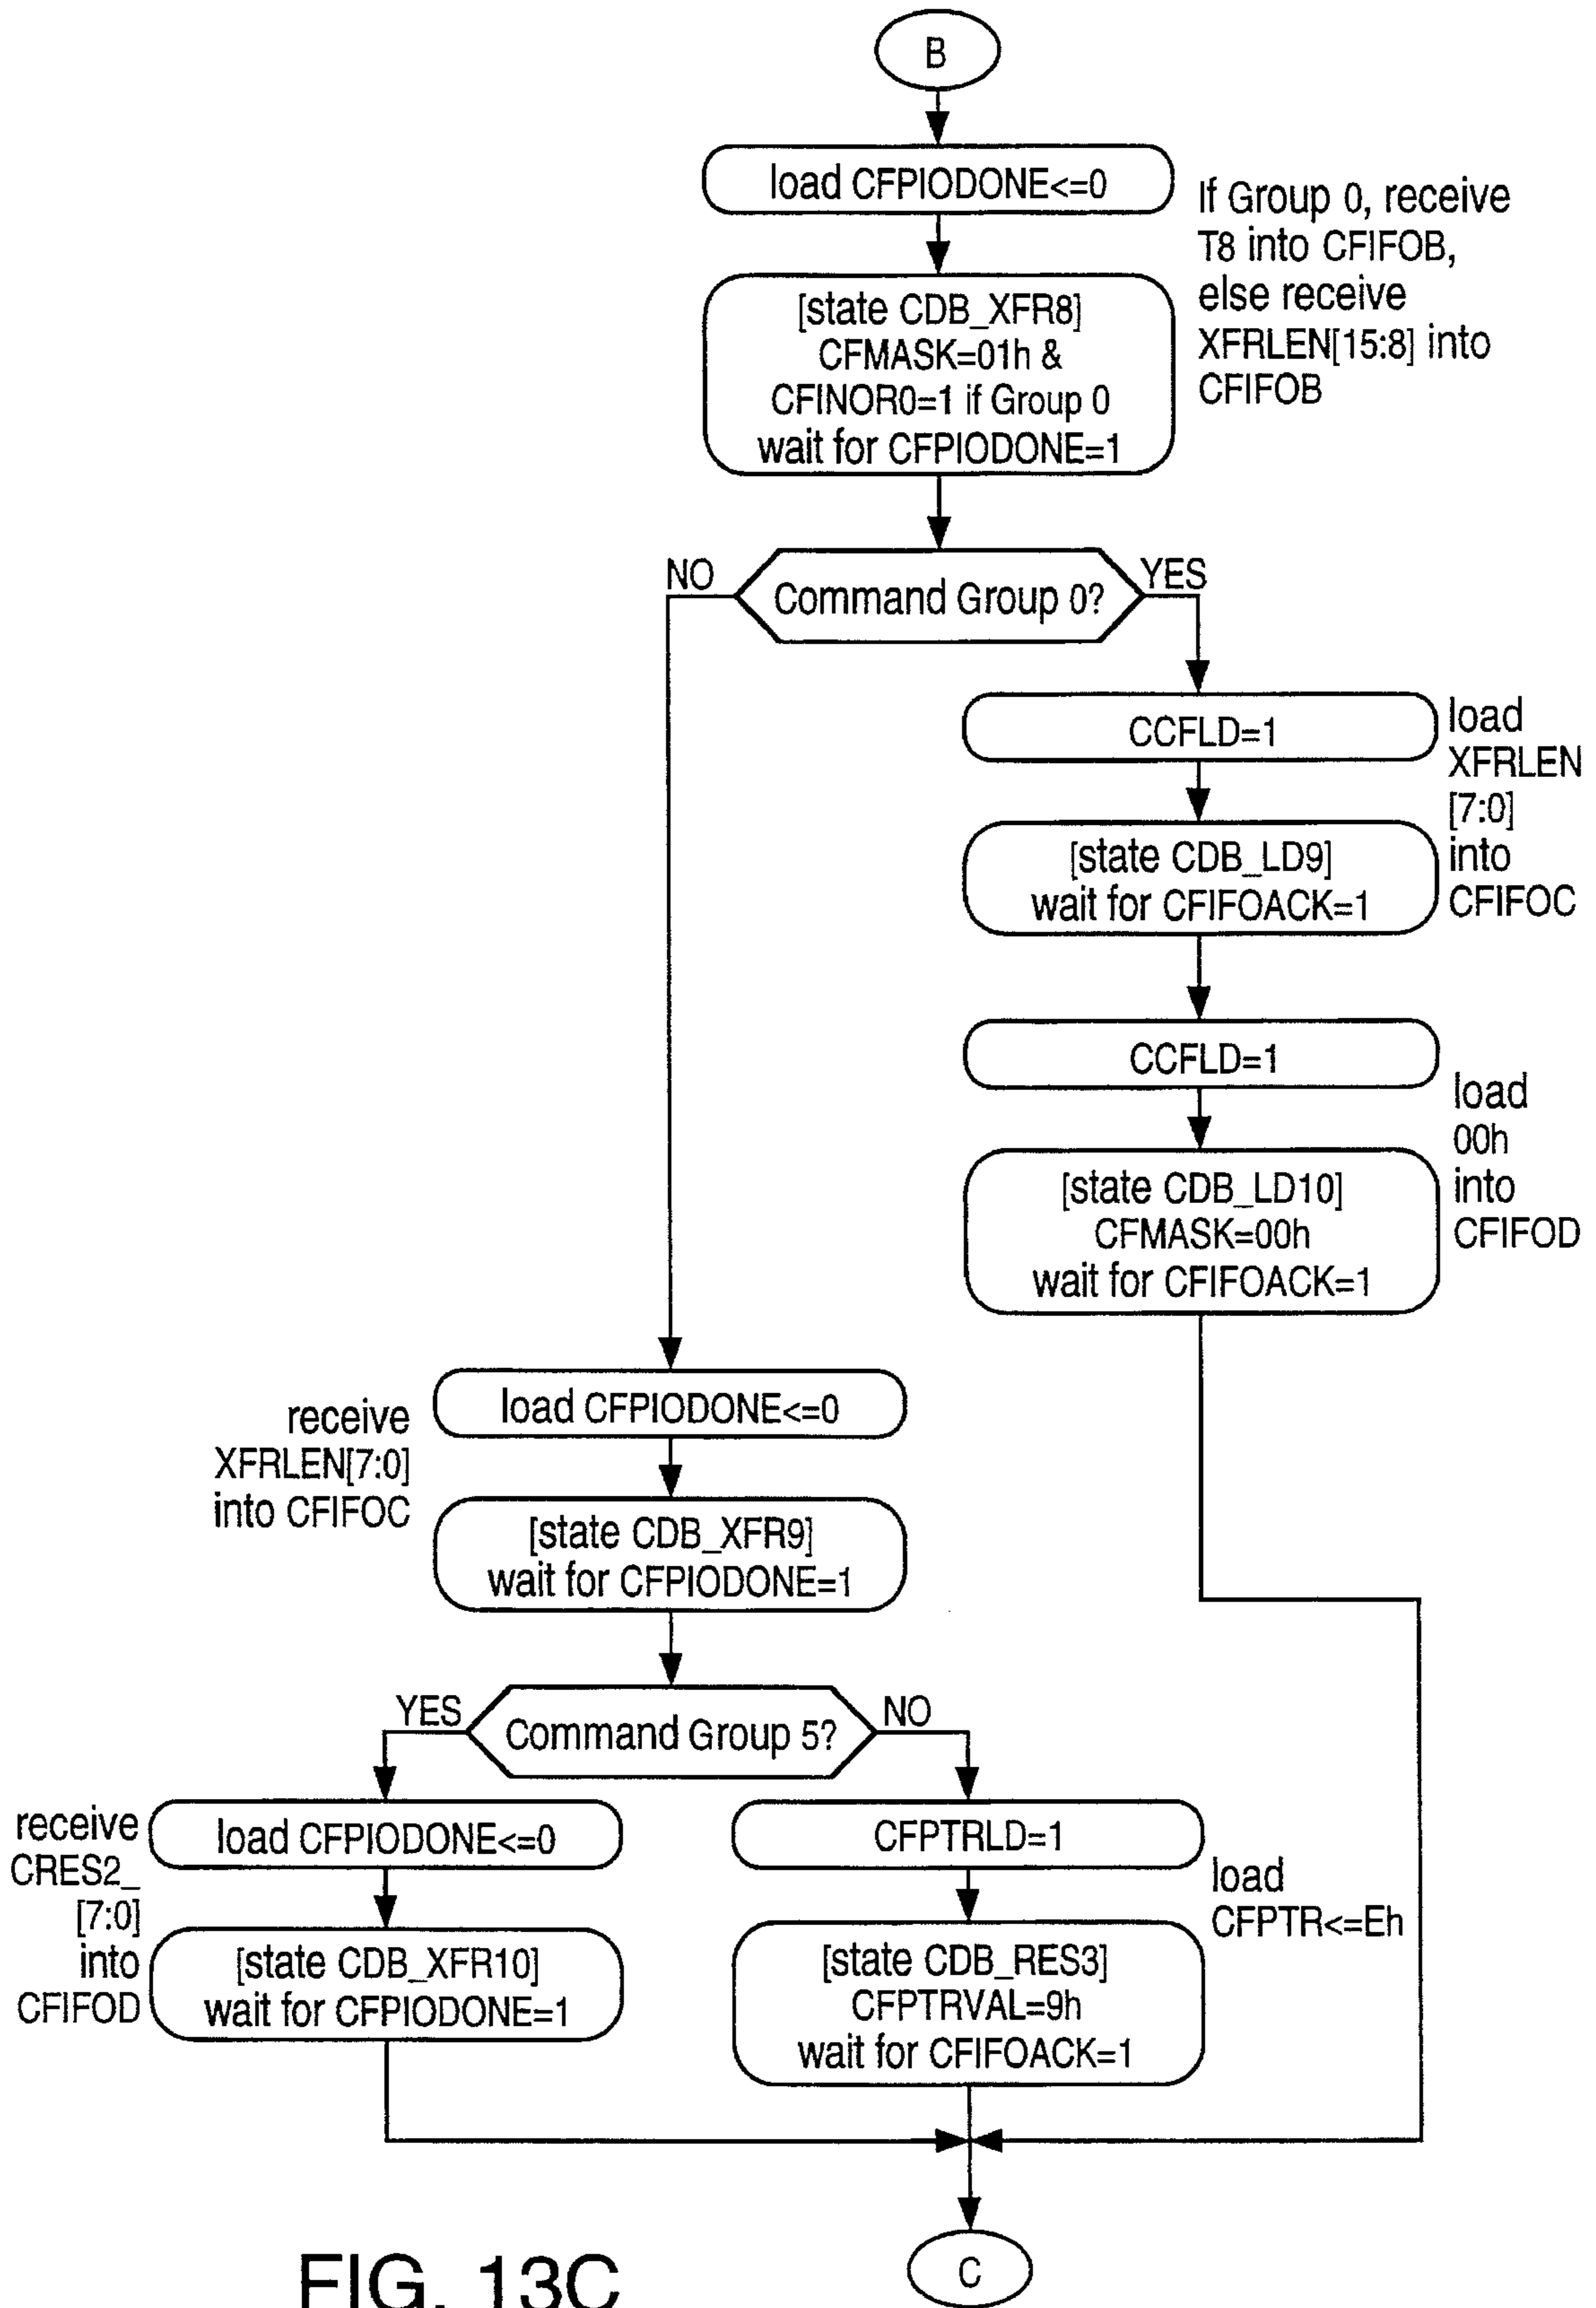 B
load CFPIODONE<=0
If Group 0, receive
T8 into CFIFOB,
else receive
XFRLEN[15:8] into
CFIFOB
[state CDB_XFR8]
CFMASK=01h &
CFINOR0=1 if Group 0
wait for CFPIODONE=1
NO
Command Group 0?
YES
CCFLD=1
load
XFRLEN
[7:0]
into
CFIFOC
[state CDB_LD9]
wait for CFIFOACK=1
CCFLD=1
load
00h
into
CFIFOD
[state CDB_LD10]
CFMASK=00h
wait for CFIFOACK=1
load CFPIODONE<=0
receive
XFRLEN[7:0]
into CFIFOC
[state CDB_XFR9]
wait for CFPIODONE=1
YES
Command Group 5?
NO
receive
CRES2_
[7:0]
into
CFIFOD
load CFPIODONE<=0
[state CDB_XFR10]
wait for CFPIODONE=1
CFPTRLD=1
load
CFPTR<=Eh
[state CDB_RES3]
CFPTRVAL=9h
wait for CFIFOACK=1
C
FIG. 13C